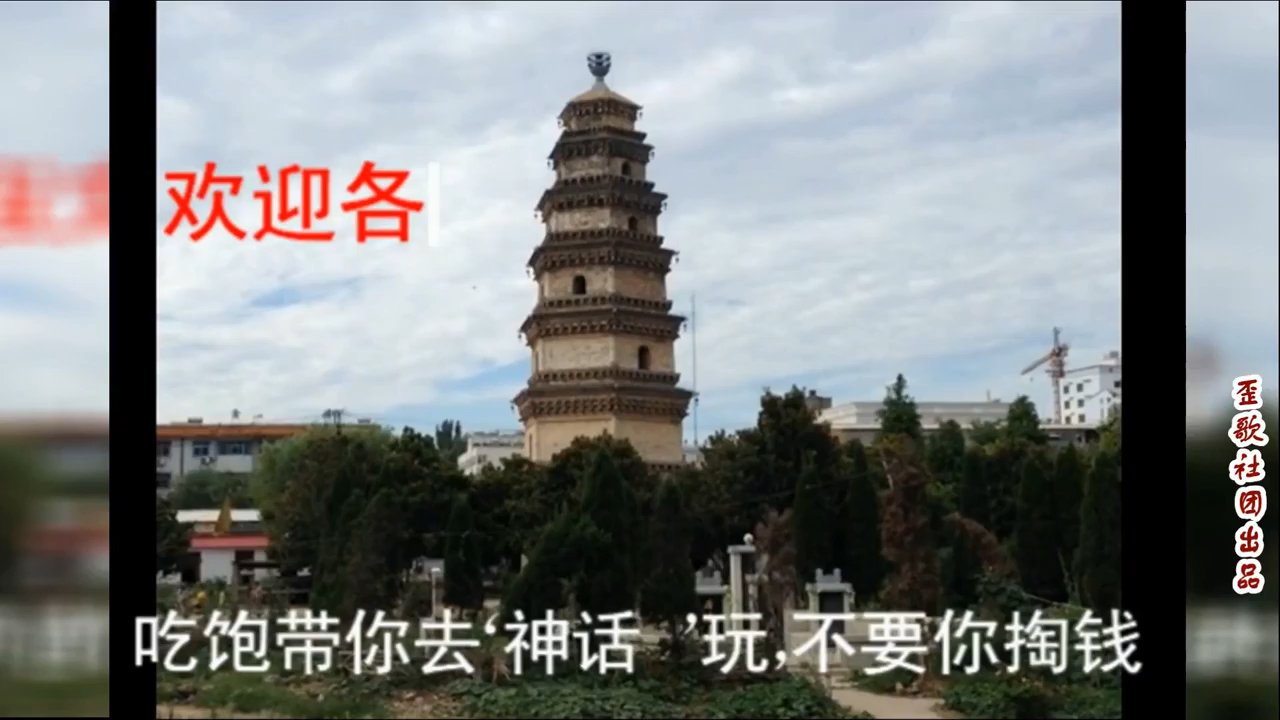 欢迎各
歪歌社团出品
吃饱带你去‘神话 ’玩,不要你掏钱